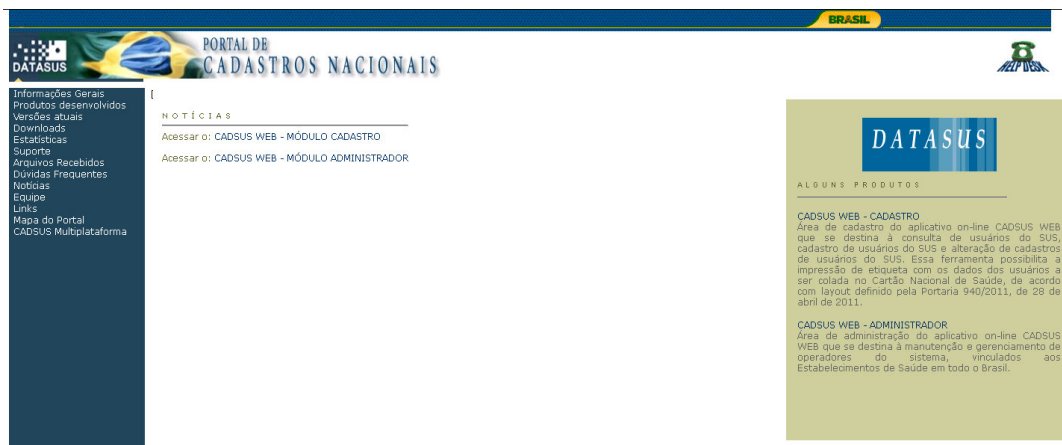 BRASIL
DATASUS
PORTAL DE
CADASTROS NACIONAIS
HELP DESK
Informações Gerais
Produtos desenvolvidos
Versões atuais
Downloads
Estatísticas
Suporte
Arquivos Recebidos
Dúvidas Frequentes
Notícias
Equipe
Links
Mapa do Portal
CADSUS Multiplataforma
[
NOTÍCIAS
Acessar o: CADSUS WEB - MÓDULO CADASTRO
Acessar o: CADSUS WEB - MÓDULO ADMINISTRADOR
DATASUS
ALGUNS PRODUTOS
CADSUS WEB - CADASTRO
Área de cadastro do aplicativo on-line CADSUS WEB
que se destina à consulta de usuários do SUS,
cadastro de usuários do SUS e alteração de cadastros
de usuários do SUS. Essa ferramenta possibilita a
impressão de etiqueta com os dados dos usuários a
ser colada no Cartão Nacional de Saúde, de acordo
com layout definido pela Portaria 940/2011, de 28 de
abril de 2011.
CADSUS WEB - ADMINISTRADOR
Área de administração do aplicativo on-line CADSUS
WEB que se destina à manutenção e gerenciamento de
operadores do sistema, vinculados aos
Estabelecimentos de Saúde em todo o Brasil.